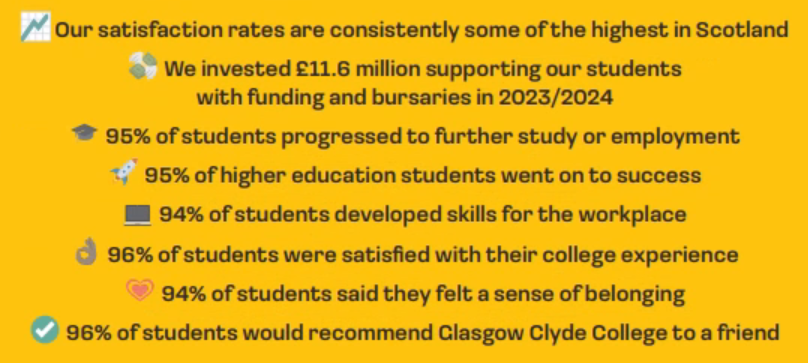 Our satisfaction rates are consistently some of the highest in Scotland
We invested £11.6 million supporting our students
with funding and bursaries in 2023/2024
95% of students progressed to further study or employment
95% of higher education students went on to success
94% of students developed skills for the workplace
96% of students were satisfied with their college experience
94% of students said they felt a sense of belonging
96% of students would recommend Glasgow Clyde College to a friend